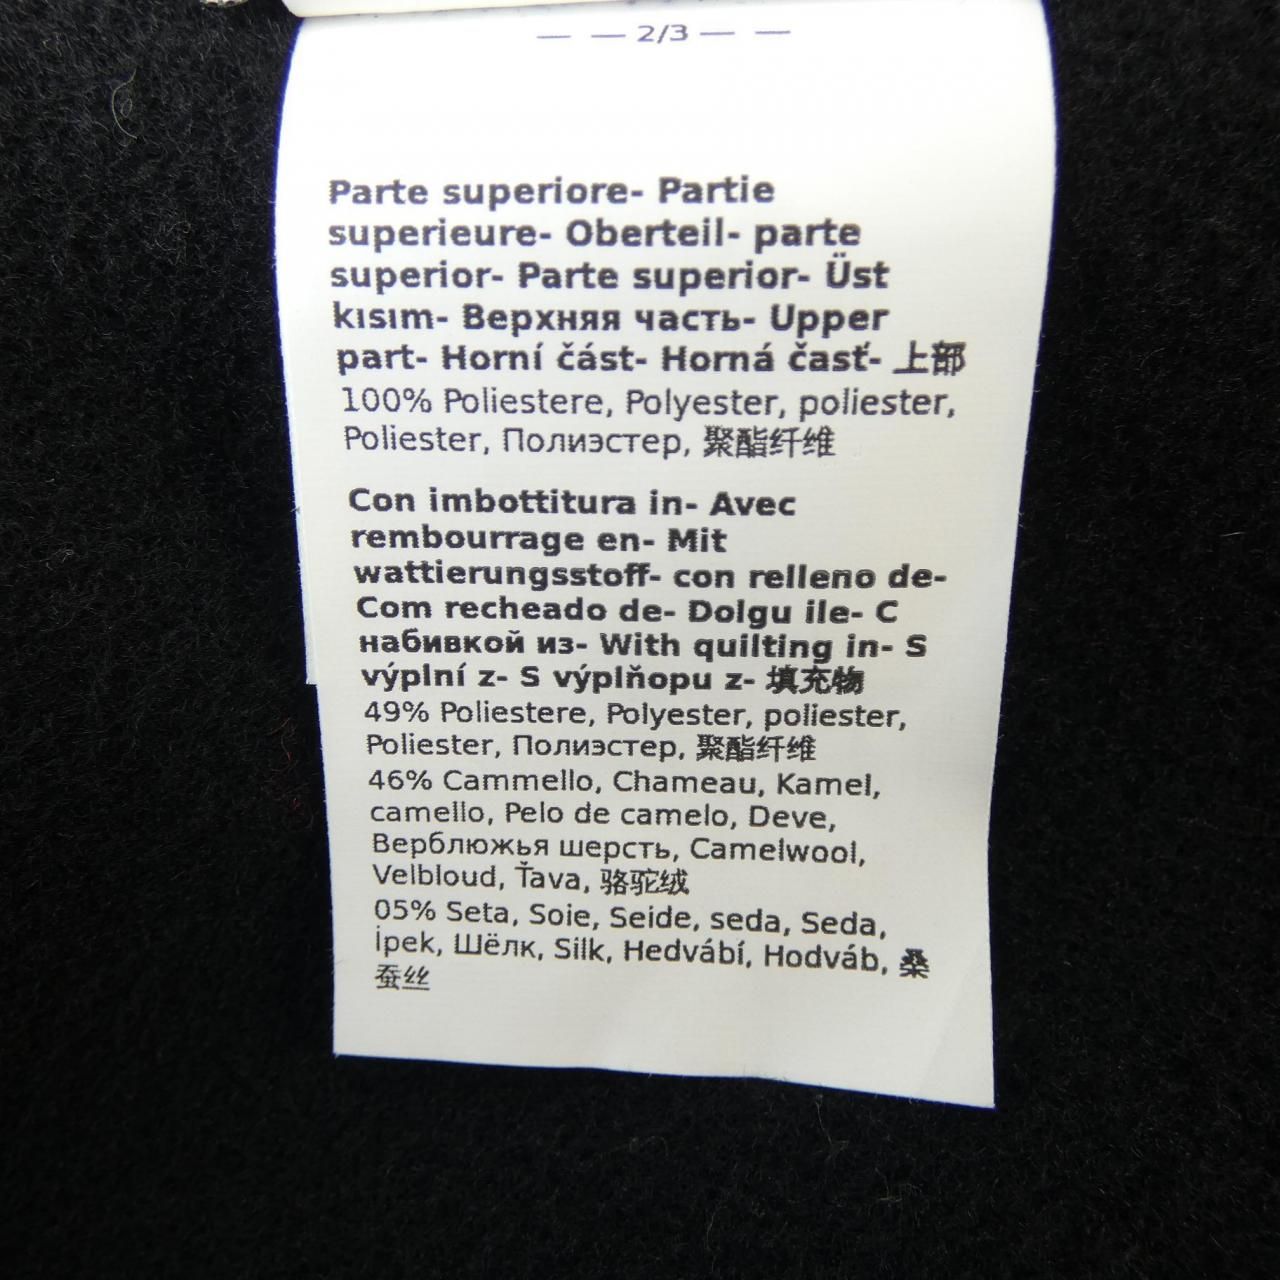 — — 2/3 — —
Parte superiore- Partie
superieure- Oberteil- parte
superior- Parte superior- Üst
kısım- Верхняя часть- Upper
part- Horní část- Horná časť- 上部
100% Poliestere, Polyester, poliester,
Poliester, Полиэстер, 聚酯纤维
Con imbottitura in- Avec
rembourrage en- Mit
wattierungsstoff- con relleno de-
Com recheado de- Dolgu ile- С
набивкой из- With quilting in- S
výplní z- S výplňopu z- 填充物
49% Poliestere, Polyester, poliester,
Poliester, Полиэстер, 聚酯纤维
46% Cammello, Chameau, Kamel,
camello, Pelo de camelo, Deve,
Верблюжья шерсть, Camelwool,
Velbloud, Ťava, 骆驼绒
05% Seta, Soie, Seide, seda, Seda,
İpek, Шёлк, Silk, Hedvábí, Hodváb, 桑
蚕丝